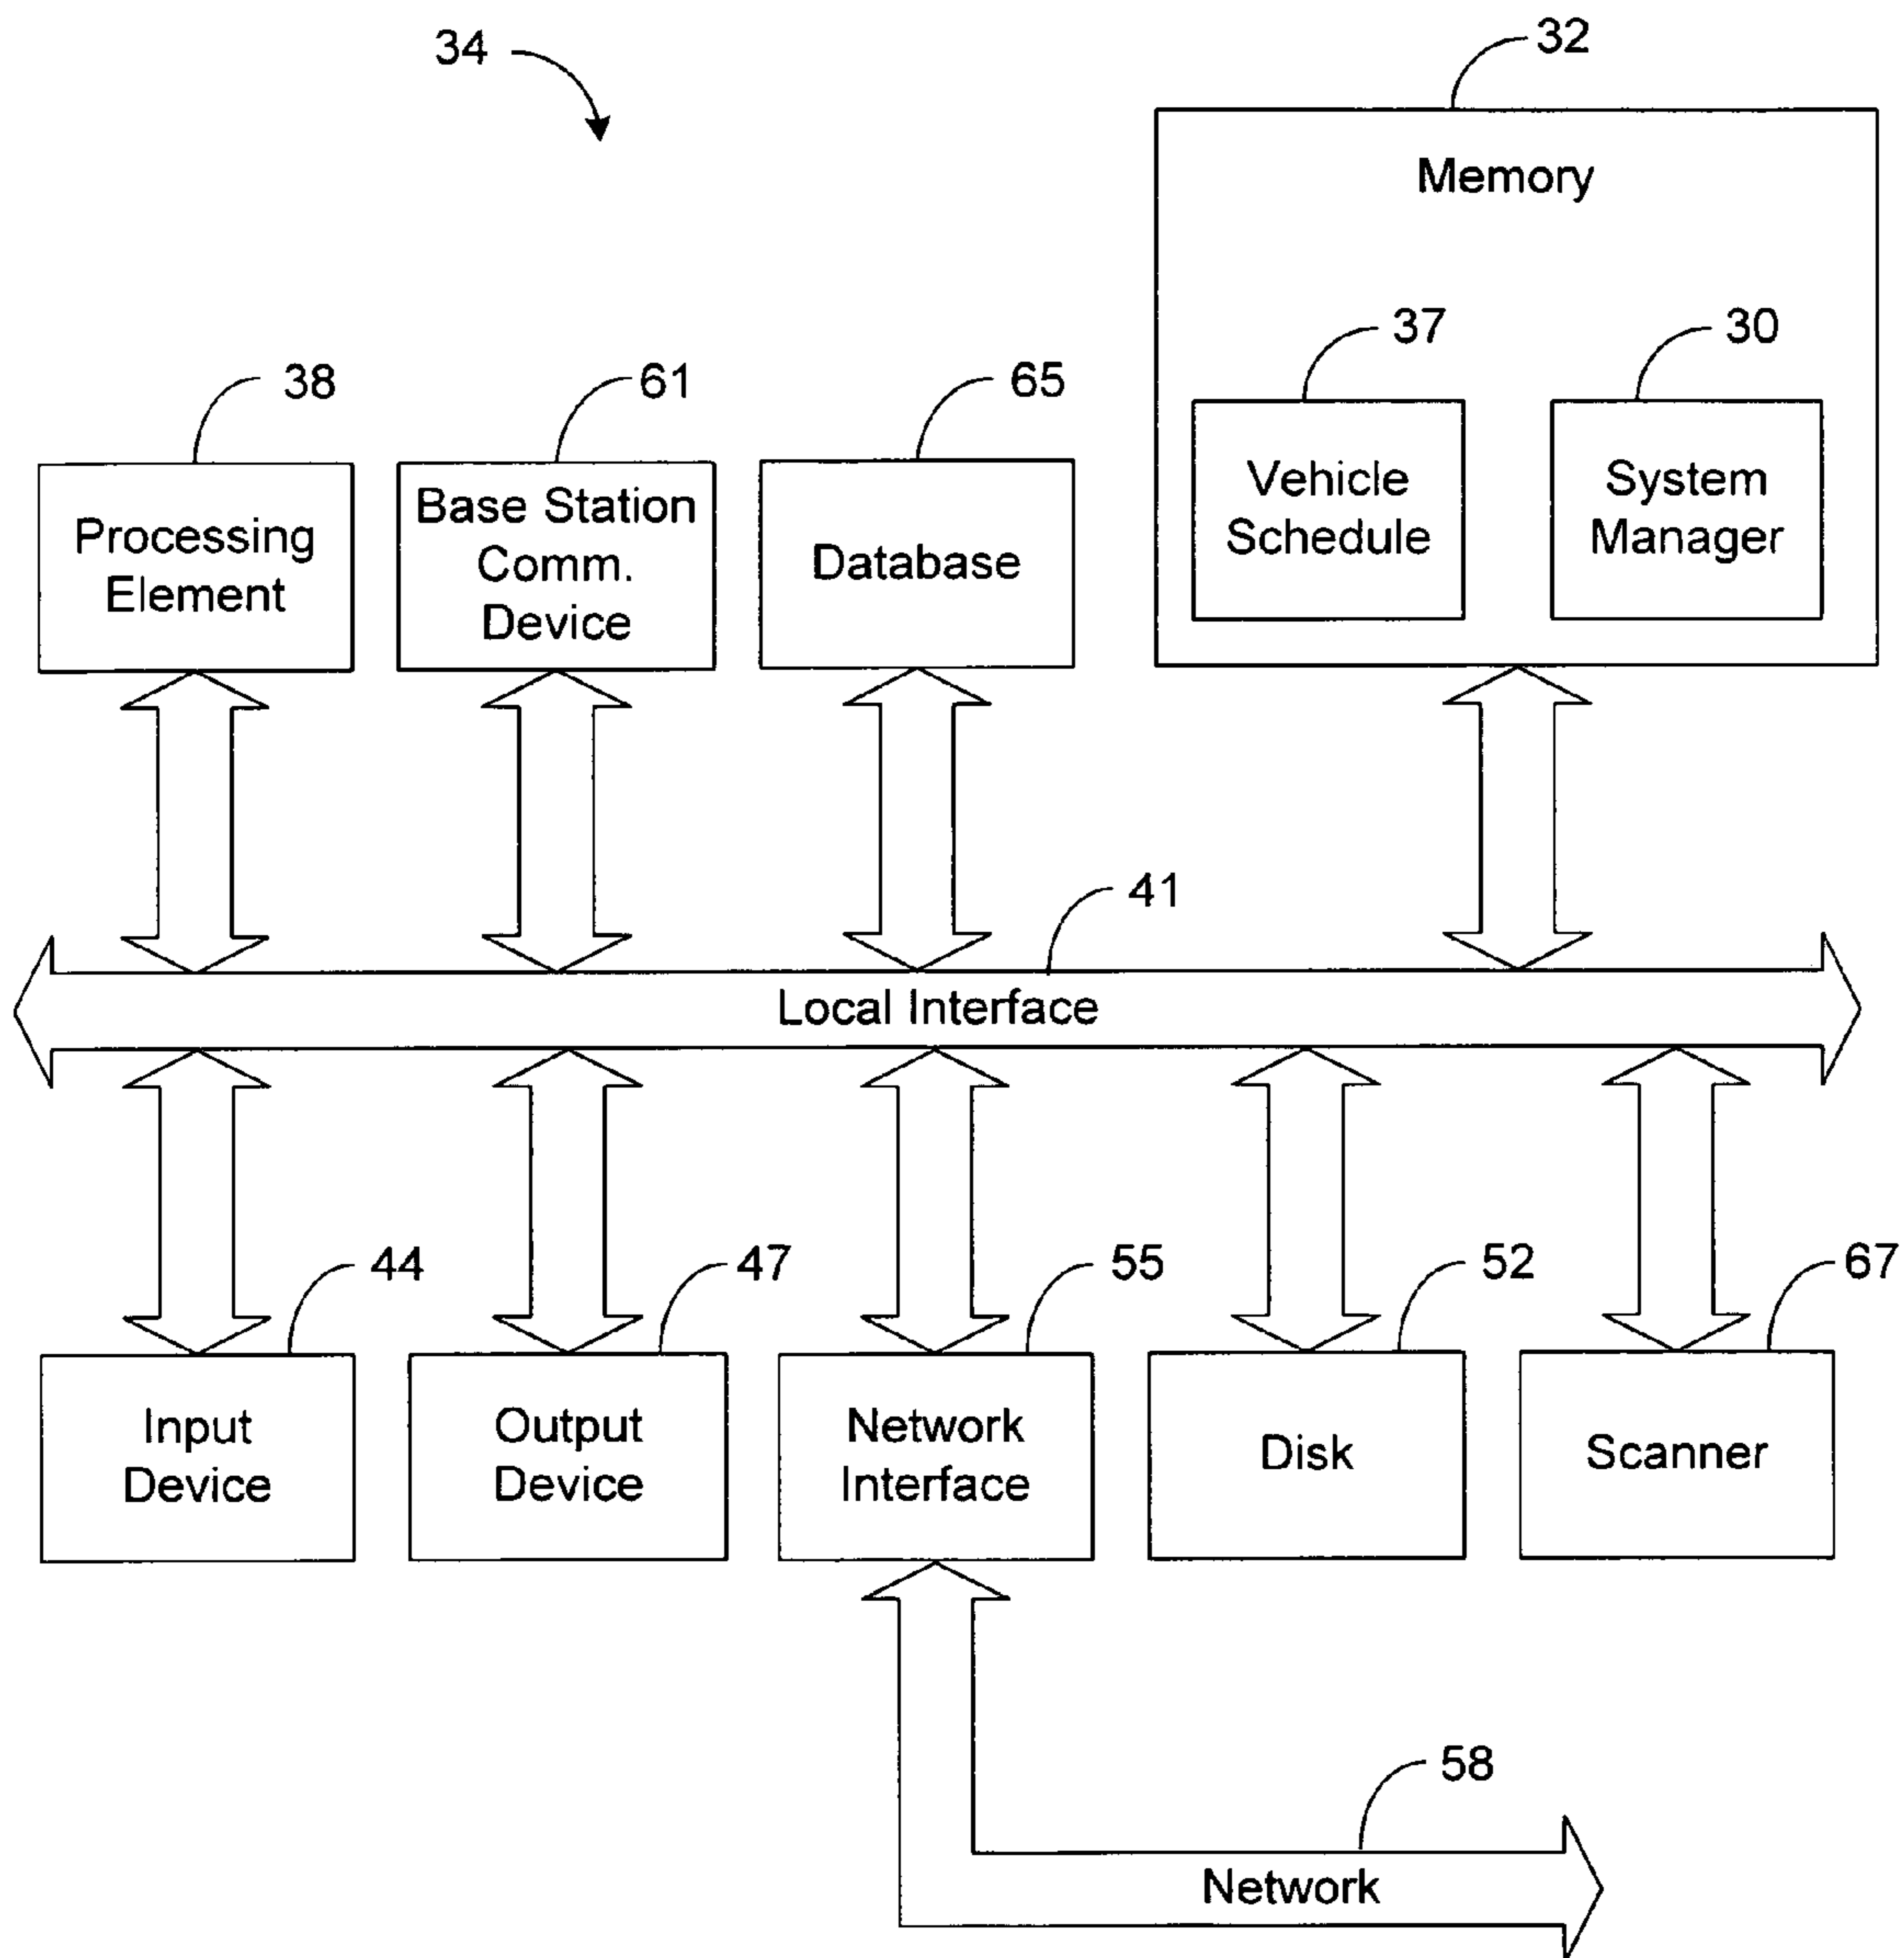 34
32
Memory
37
30
38
61
65
Vehicle
Schedule
System
Manager
Processing
Element
Base Station
Comm.
Device
Database
41
Local Interface
44
47
55
52
67
Input
Device
Output
Device
Network
Interface
Disk
Scanner
58
Network